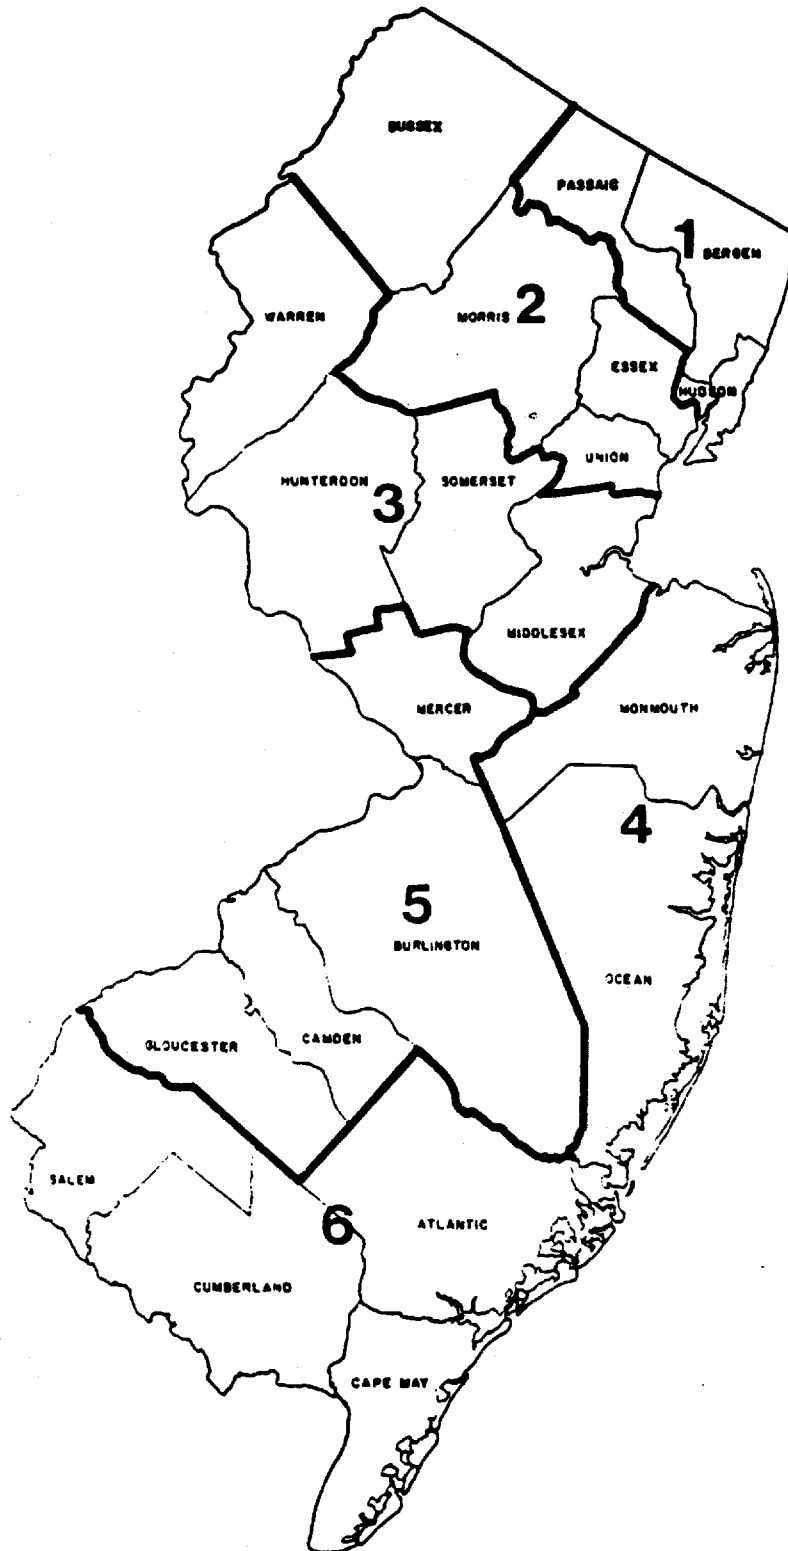 SUSSEX
PASSAIC
1
BERGEN
WARREN
MORRIS
2
ESSEX
HUDSON
UNION
HUNTERDON
3
SOMERSET
MIDDLESEX
MERCER
MONMOUTH
4
5
BURLINGTON
OCEAN
GLOUCESTER
CAMDEN
SALEM
6
ATLANTIC
CUMBERLAND
CAPE MAY